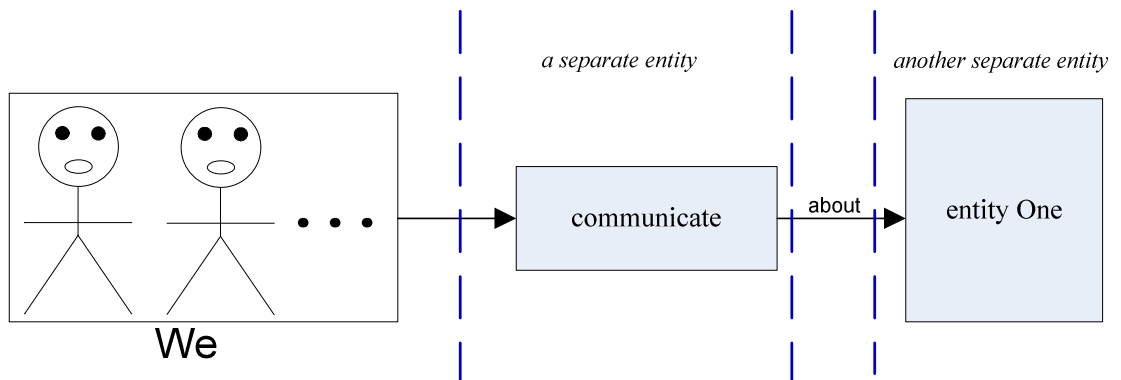 a separate entity
another separate entity
communicate
about
entity One
We